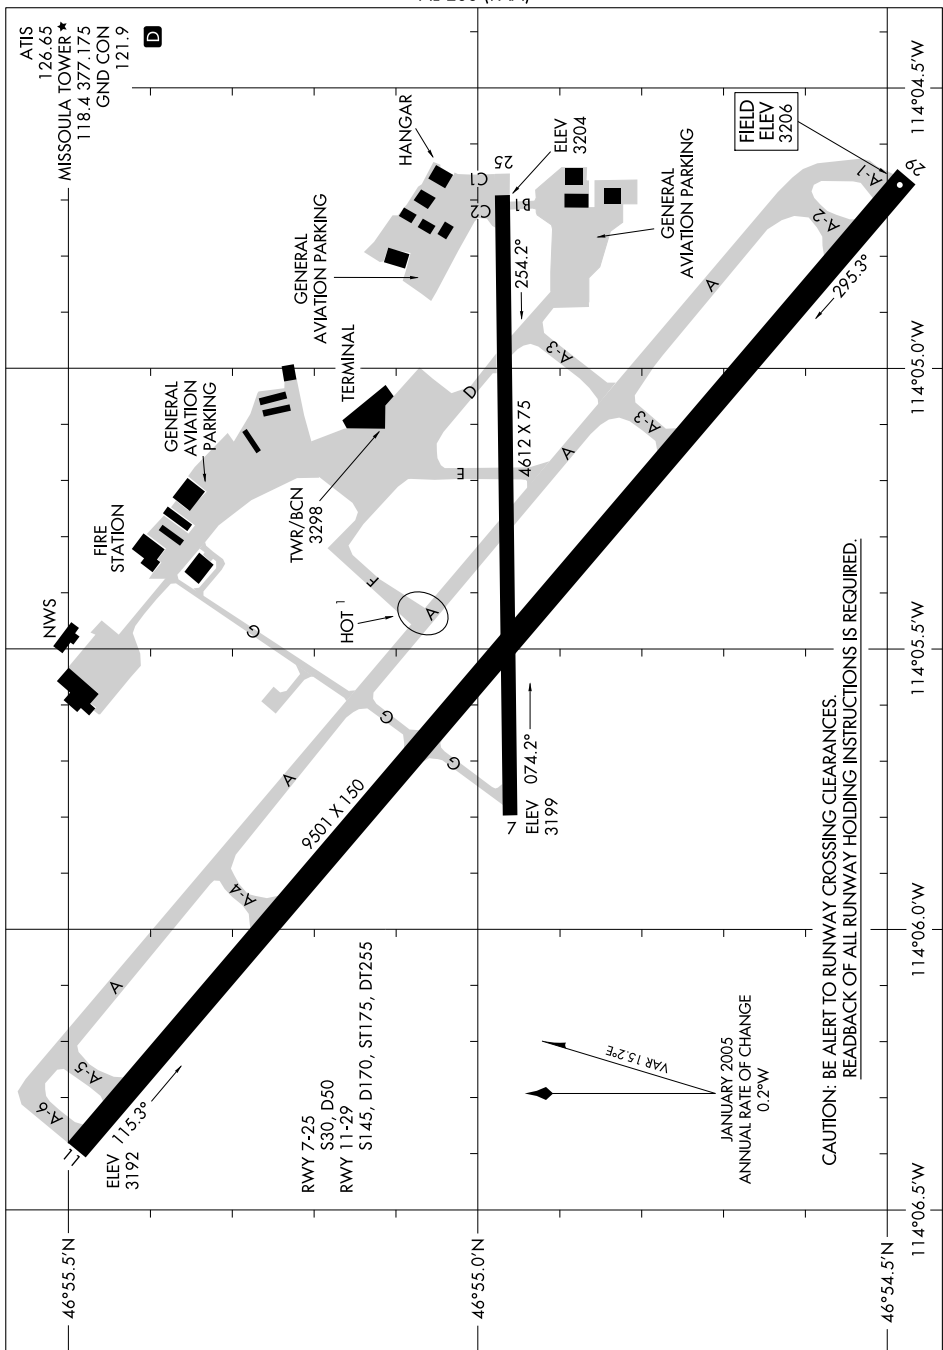 ATIS
126.65
MISSOULA TOWER ★
118.4 377.175
GND CON
121.9
D
HANGAR
GENERAL
AVIATION PARKING
C1
C2
25
B1
ELEV
3204
GENERAL
AVIATION PARKING
FIELD
ELEV
3206
A-1
29
A-2
295.3°
A
254.2°
A-3
A-3
4612 X 75
A
D
E
TERMINAL
TWR/BCN
3298
GENERAL
AVIATION
PARKING
FIRE
STATION
NWS
F
HOT 1
A
G
G
G
074.2°
7
ELEV
3199
9501 X 150
A
A-4
A
A-5
A-6
115.3°
11
ELEV
3192
RWY 7-25
S30, D50
RWY 11-29
S145, D170, ST175, DT255
VAR 15.2°E
JANUARY 2005
ANNUAL RATE OF CHANGE
0.2°W
CAUTION: BE ALERT TO RUNWAY CROSSING CLEARANCES.
READBACK OF ALL RUNWAY HOLDING INSTRUCTIONS IS REQUIRED.
46°55.5'N
46°55.0'N
46°54.5'N
114°04.5'W
114°05.0'W
114°05.5'W
114°06.0'W
114°06.5'W